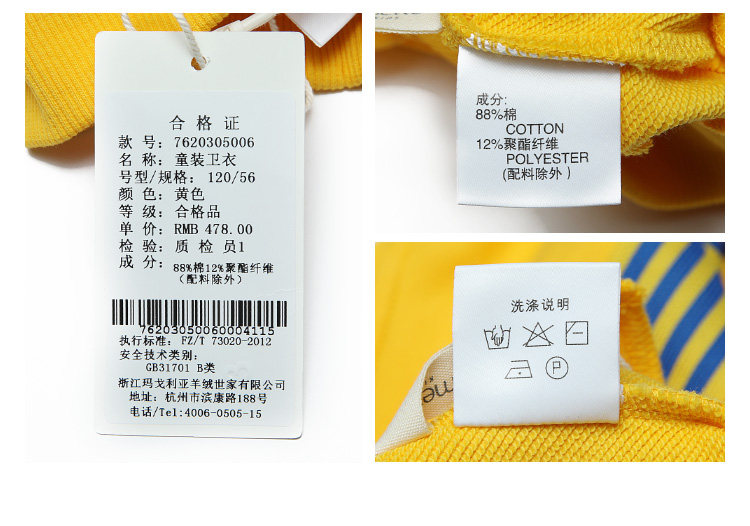 合格证
款 号: 7620305006
名 称: 童装卫衣
号型/规格: 120/56
颜 色: 黄色
等 级: 合格品
单 价: RMB 478.00
检 验: 质 检 员1
成 分: 88%棉12%聚酯纤维
(配料除外)
76203050060004115
执行标准: FZ/T 73020-2012
安全技术类别:
GB31701 B类
浙江玛戈利亚羊绒世家有限公司
地址: 杭州市滨康路188号
电话/Tel:4006-0505-15
成分:
88%棉
COTTON
12%聚酯纤维
POLYESTER
(配料除外)
洗涤说明
P